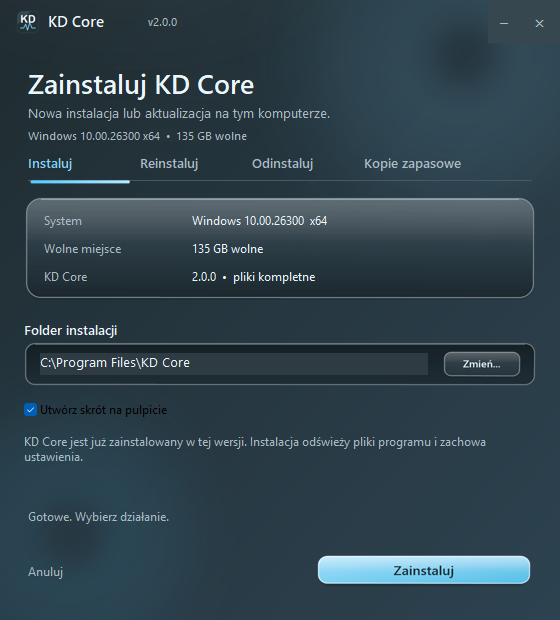 KD
KD Core v2.0.0
Zainstaluj KD Core
Nowa instalacja lub aktualizacja na tym komputerze.
Windows 10.00.26300 x64 • 135 GB wolne
Instaluj Reinstaluj Odinstaluj Kopie zapasowe
System Windows 10.00.26300 x64
Wolne miejsce 135 GB wolne
KD Core 2.0.0 • pliki kompletne
Folder instalacji
C:\Program Files\KD Core Zmień...
Utwórz skrót na pulpicie
KD Core jest już zainstalowany w tej wersji. Instalacja odświeży pliki programu i zachowa
ustawienia.
Gotowe. Wybierz działanie.
Anuluj Zainstaluj